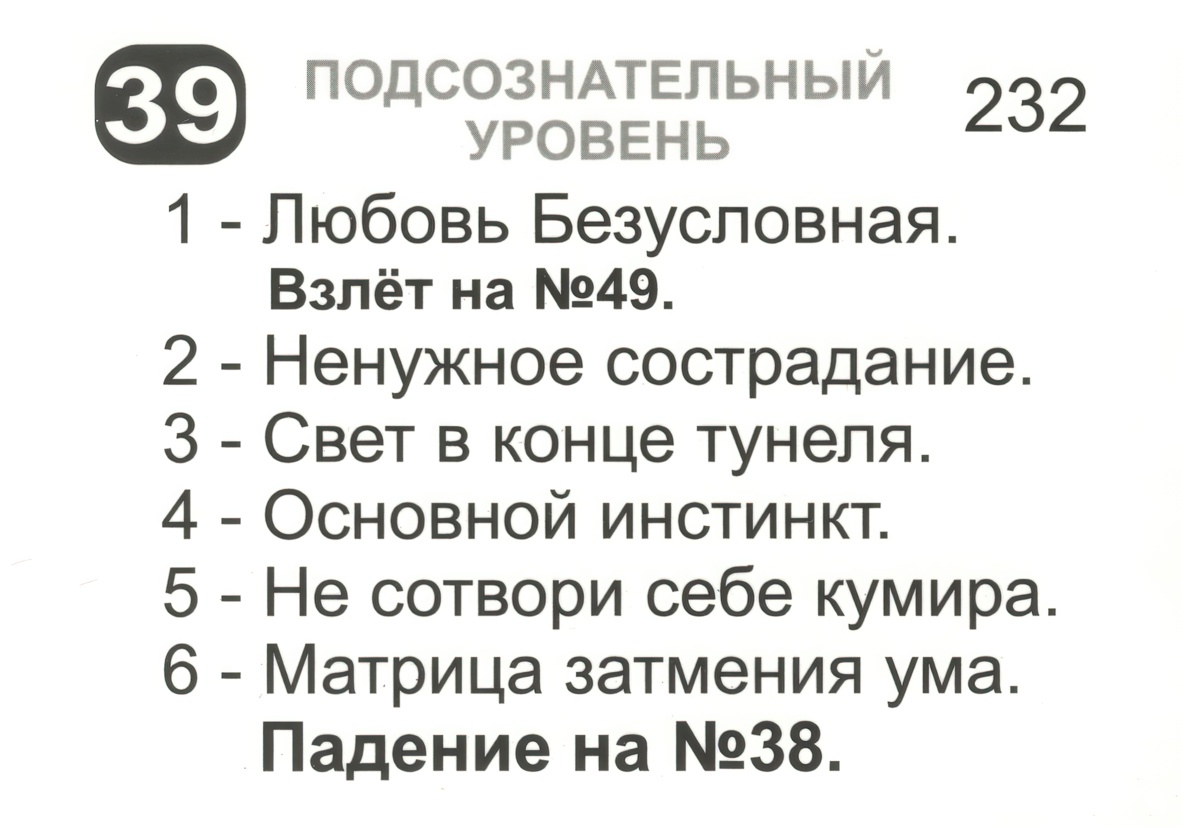 39
ПОДСОЗНАТЕЛЬНЫЙ
УРОВЕНЬ
232
1 - Любовь Безусловная.
Взлёт на №49.
2 - Ненужное сострадание.
3 - Свет в конце тунеля.
4 - Основной инстинкт.
5 - Не сотвори себе кумира.
6 - Матрица затмения ума.
Падение на №38.